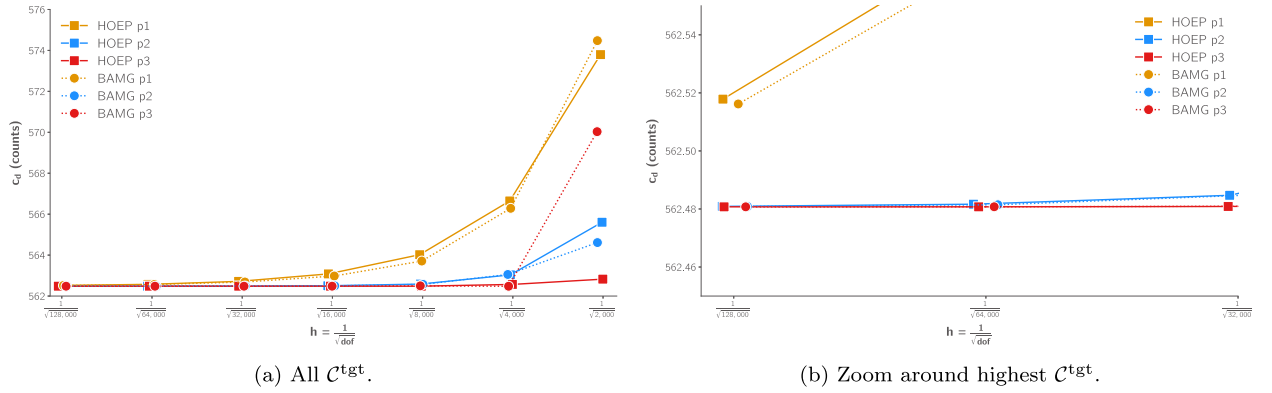 576
574
572
570
568
566
564
562
c_d (counts)
HOEP p1
HOEP p2
HOEP p3
BAMG p1
BAMG p2
BAMG p3
1/√128,000 1/√64,000 1/√32,000 1/√16,000 1/√8,000 1/√4,000 1/√2,000
h = 1/√dof
(a) All 𝒞^tgt.
562.54
562.52
562.50
562.48
562.46
c_d (counts)
HOEP p1
HOEP p2
HOEP p3
BAMG p1
BAMG p2
BAMG p3
1/√128,000 1/√64,000 1/√32,000
h = 1/√dof
(b) Zoom around highest 𝒞^tgt.